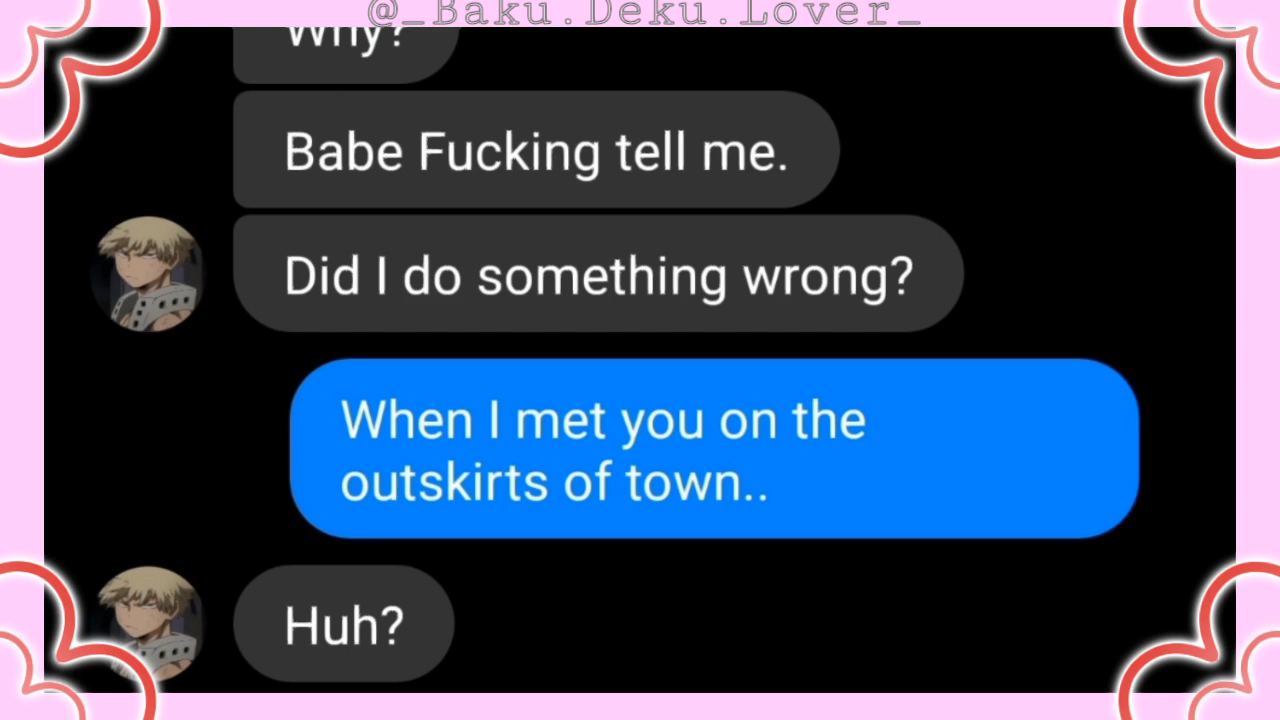 @_Baku.Deku.Lover_
Why?
Babe Fucking tell me.
Did I do something wrong?
When I met you on the
outskirts of town..
Huh?